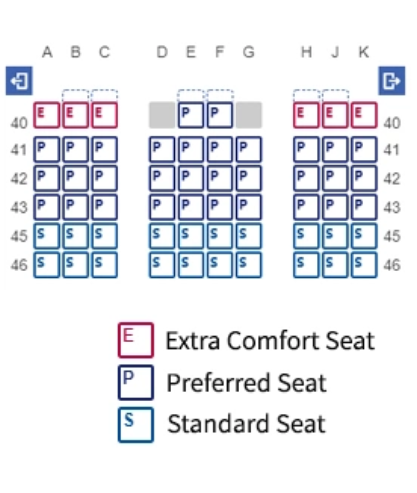 A B C D E F G H J K
40 E E E P P E E E 40
41 P P P P P P P P P P 41
42 P P P P P P P P P P 42
43 P P P P P P P P P P 43
45 S S S S S S S S S S 45
46 S S S S S S S S S S 46
E Extra Comfort Seat
P Preferred Seat
S Standard Seat